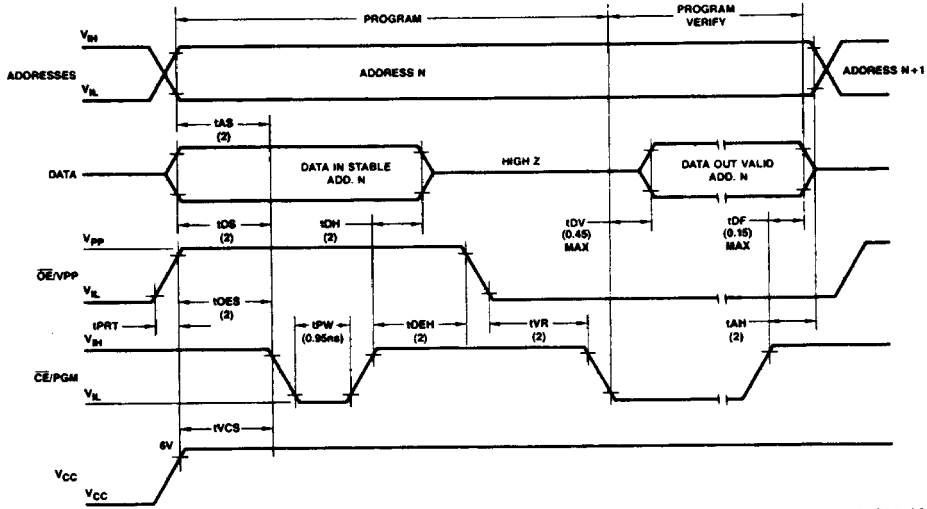 PROGRAM
PROGRAM
VERIFY
VIH
ADDRESSES
ADDRESS N
ADDRESS N+1
VIL
tAS
(2)
DATA
DATA IN STABLE
ADD. N
HIGH Z
DATA OUT VALID
ADD. N
tDS
(2)
tDH
(2)
tDV
(0.45)
MAX
tDF
(0.15)
MAX
VPP
OE/VPP
VIL
tOES
(2)
tPRT
tPW
(0.95ns)
tOEH
(2)
tVR
(2)
tAH
(2)
VIH
CE/PGM
VIL
tVCS
(2)
6V
VCC
VCC